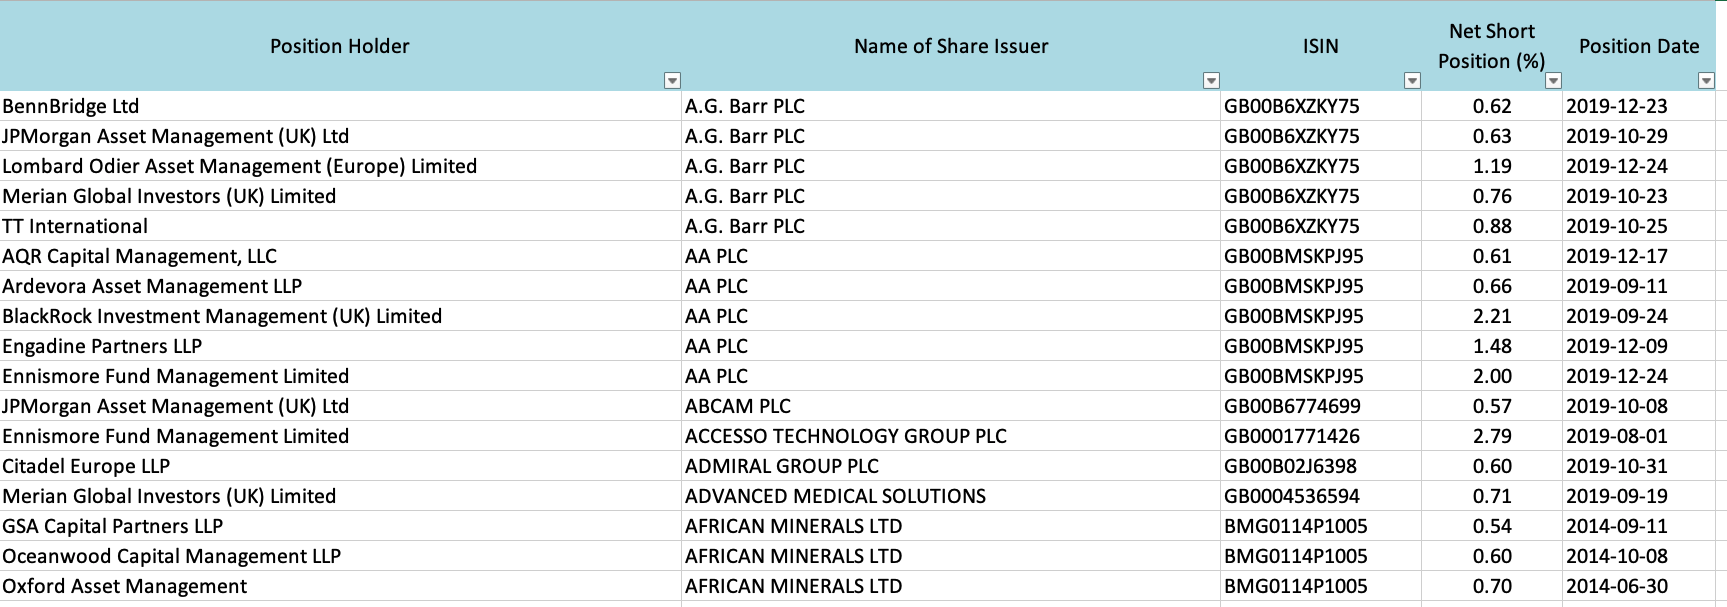 Position Holder Name of Share Issuer ISIN Net Short Position (%) Position Date
BennBridge Ltd A.G. Barr PLC GB00B6XZKY75 0.62 2019-12-23
JPMorgan Asset Management (UK) Ltd A.G. Barr PLC GB00B6XZKY75 0.63 2019-10-29
Lombard Odier Asset Management (Europe) Limited A.G. Barr PLC GB00B6XZKY75 1.19 2019-12-24
Merian Global Investors (UK) Limited A.G. Barr PLC GB00B6XZKY75 0.76 2019-10-23
TT International A.G. Barr PLC GB00B6XZKY75 0.88 2019-10-25
AQR Capital Management, LLC AA PLC GB00BMSKPJ95 0.61 2019-12-17
Ardevora Asset Management LLP AA PLC GB00BMSKPJ95 0.66 2019-09-11
BlackRock Investment Management (UK) Limited AA PLC GB00BMSKPJ95 2.21 2019-09-24
Engadine Partners LLP AA PLC GB00BMSKPJ95 1.48 2019-12-09
Ennismore Fund Management Limited AA PLC GB00BMSKPJ95 2.00 2019-12-24
JPMorgan Asset Management (UK) Ltd ABCAM PLC GB00B6774699 0.57 2019-10-08
Ennismore Fund Management Limited ACCESSO TECHNOLOGY GROUP PLC GB0001771426 2.79 2019-08-01
Citadel Europe LLP ADMIRAL GROUP PLC GB00B02J6398 0.60 2019-10-31
Merian Global Investors (UK) Limited ADVANCED MEDICAL SOLUTIONS GB0004536594 0.71 2019-09-19
GSA Capital Partners LLP AFRICAN MINERALS LTD BMG0114P1005 0.54 2014-09-11
Oceanwood Capital Management LLP AFRICAN MINERALS LTD BMG0114P1005 0.60 2014-10-08
Oxford Asset Management AFRICAN MINERALS LTD BMG0114P1005 0.70 2014-06-30